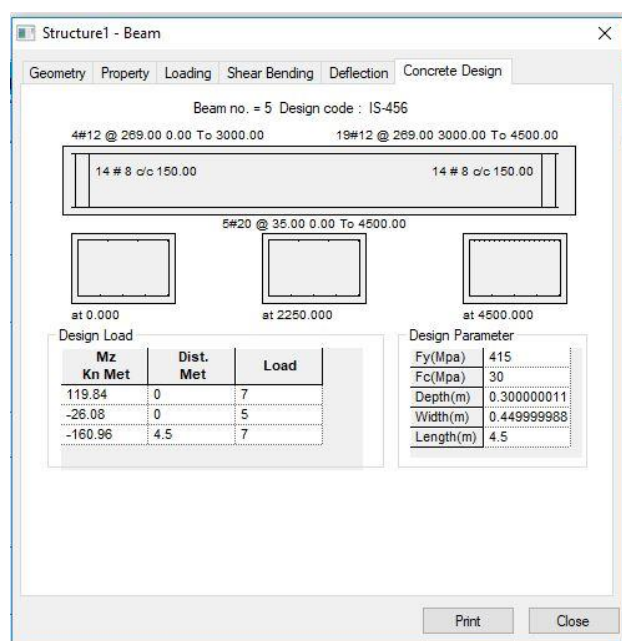 Structure1 - Beam
Geometry Property Loading Shear Bending Deflection Concrete Design
Beam no. = 5 Design code : IS-456
4#12 @ 269.00 0.00 To 3000.00 19#12 @ 269.00 3000.00 To 4500.00
14 # 8 c/c 150.00 14 # 8 c/c 150.00
5#20 @ 35.00 0.00 To 4500.00
at 0.000 at 2250.000 at 4500.000
Design Load Design Parameter
Mz Dist. Load
Kn Met Met
119.84 0 7
-26.08 0 5
-160.96 4.5 7
Fy(Mpa) 415
Fc(Mpa) 30
Depth(m) 0.300000011
Width(m) 0.449999988
Length(m) 4.5
Print Close